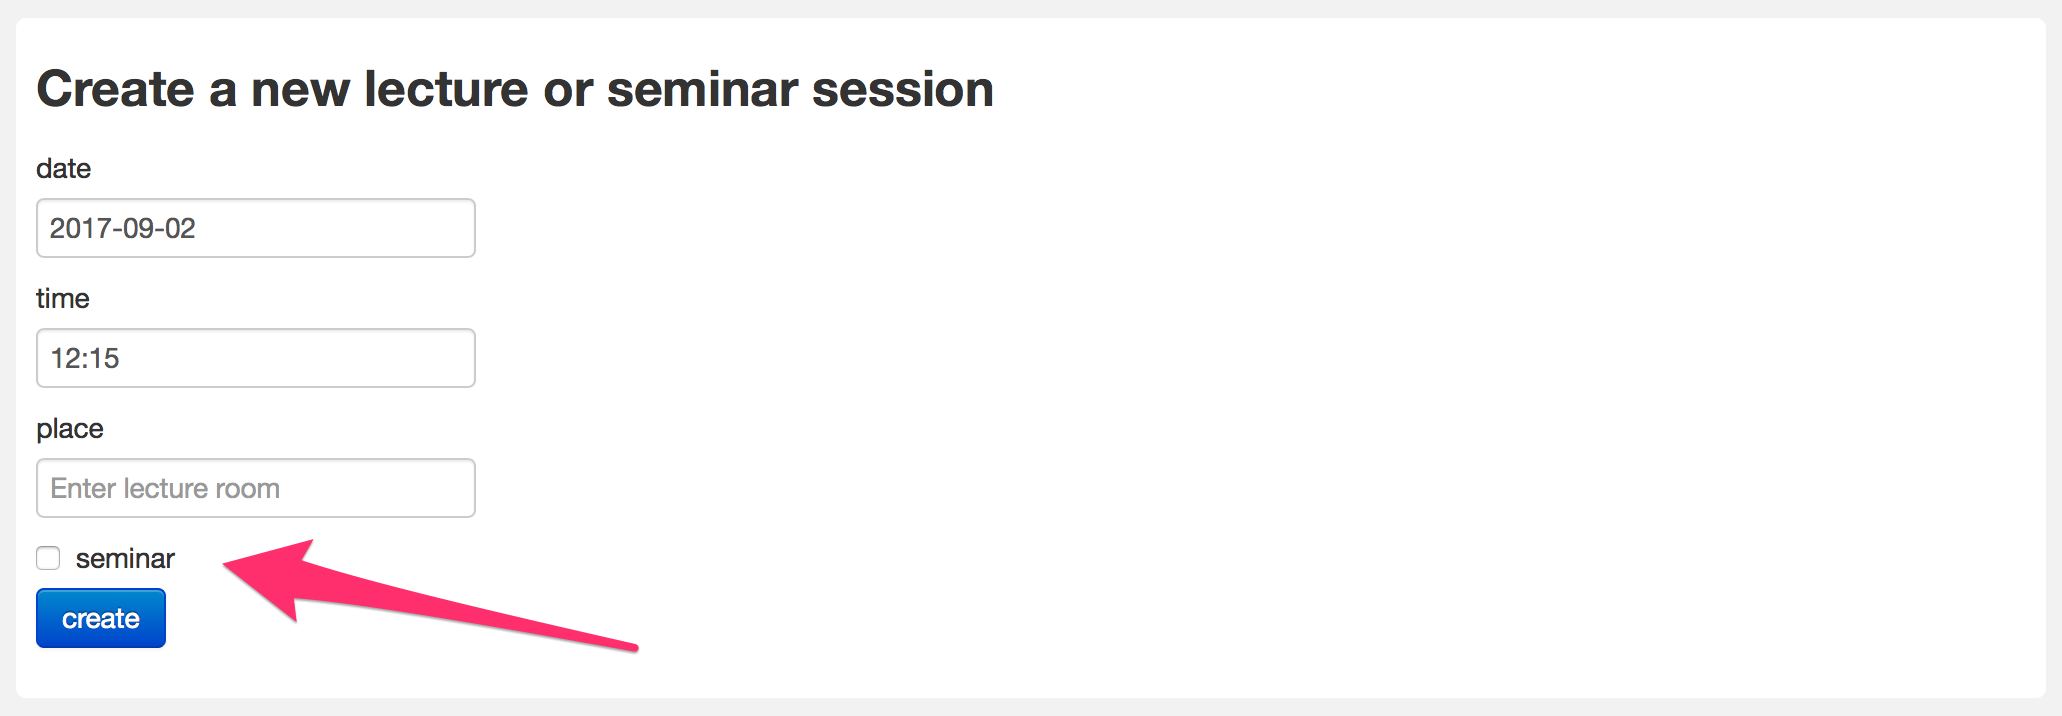 Create a new lecture or seminar session
date
2017-09-02
time
12:15
place
Enter lecture room
seminar
create